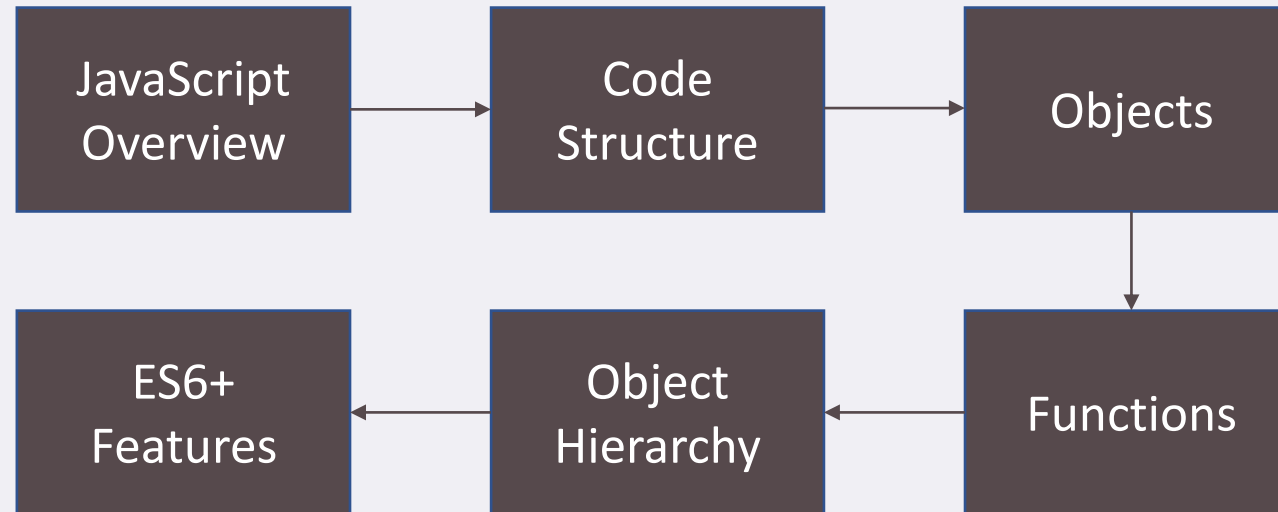 JavaScript
Overview
Code
Structure
Objects
ES6+
Features
Object
Hierarchy
Functions